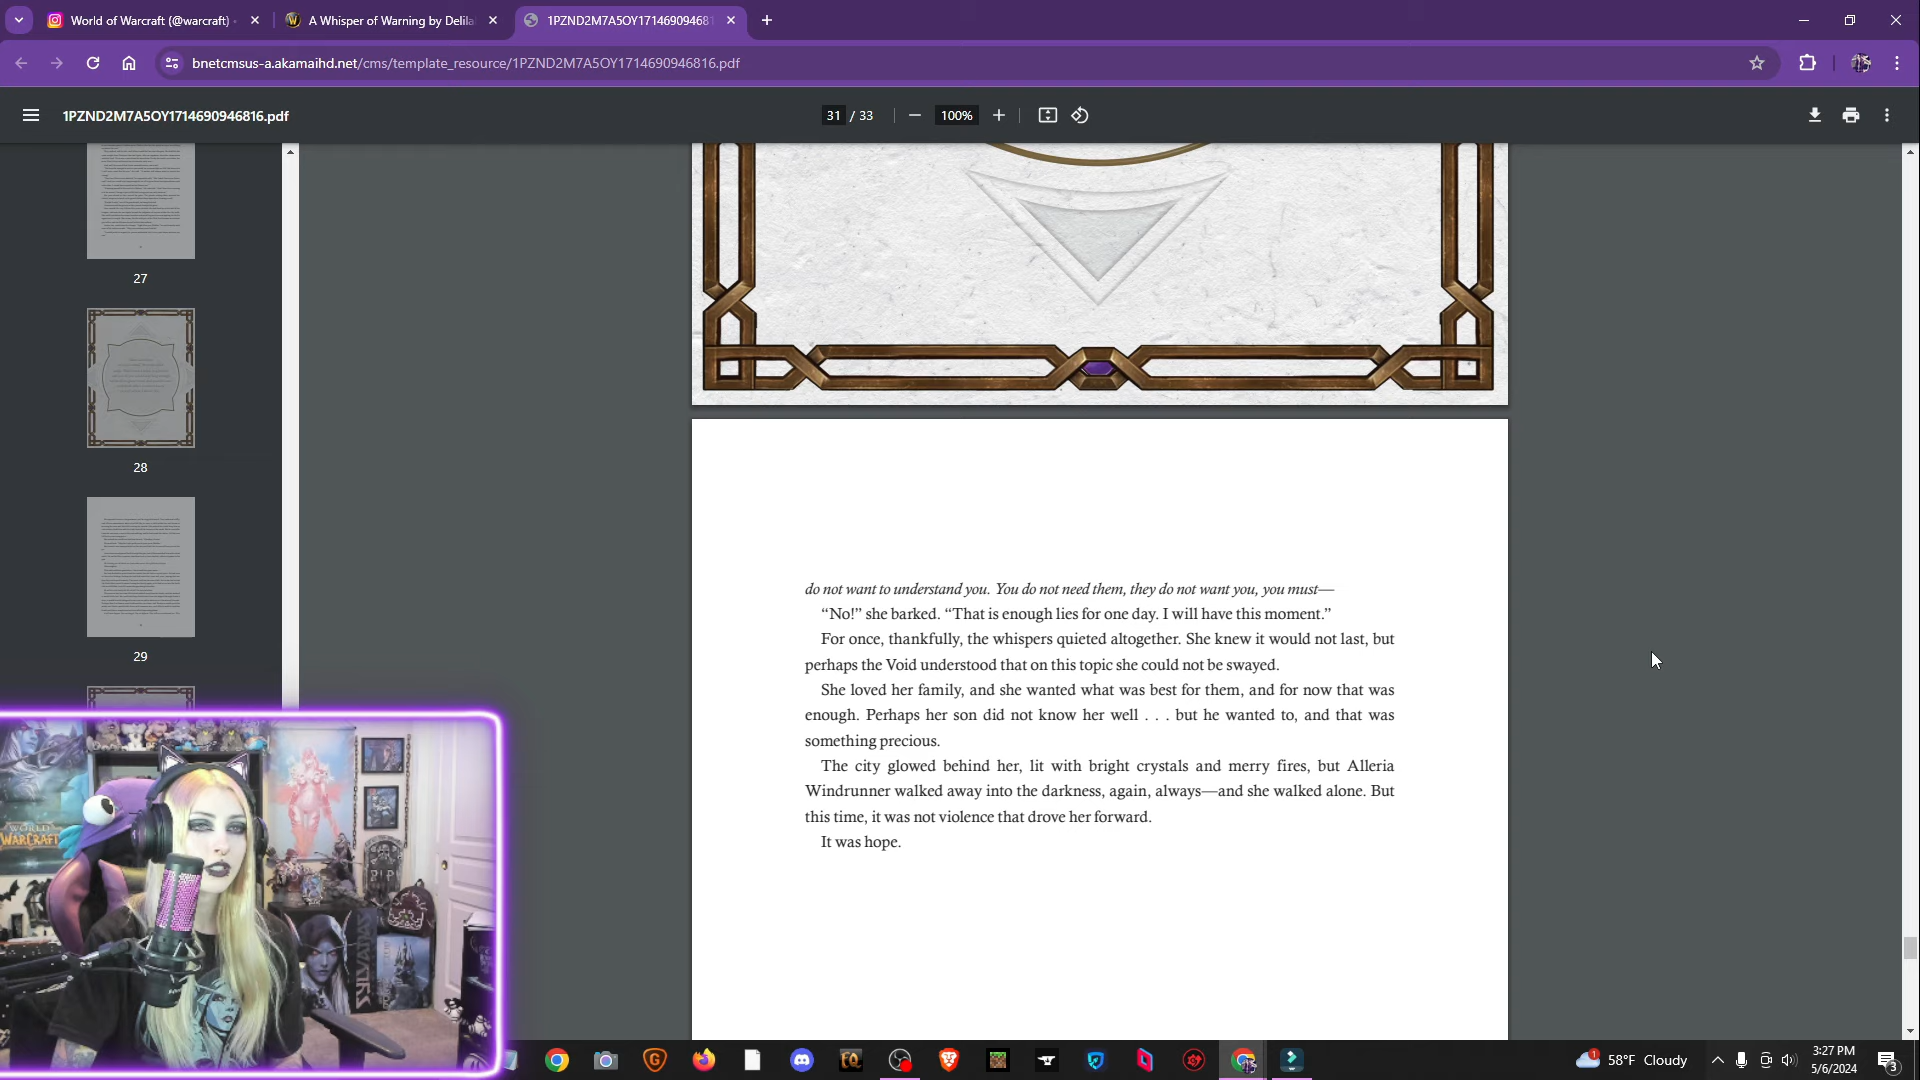 World of Warcraft (@warcraft)
A Whisper of Warning by Delila
1PZND2M7A5OY1714690946816
bnetcmsus-a.akamaihd.net/cms/template_resource/1PZND2M7A5OY1714690946816.pdf
1PZND2M7A5OY1714690946816.pdf
31 / 33
100%
27
28
29
do not want to understand you. You do not need them, they do not want you, you must—
“No!” she barked. “That is enough lies for one day. I will have this moment.”
For once, thankfully, the whispers quieted altogether. She knew it would not last, but
perhaps the Void understood that on this topic she could not be swayed.
She loved her family, and she wanted what was best for them, and for now that was
enough. Perhaps her son did not know her well . . . but he wanted to, and that was
something precious.
The city glowed behind her, lit with bright crystals and merry fires, but Alleria
Windrunner walked away into the darkness, again, always—and she walked alone. But
this time, it was not violence that drove her forward.
It was hope.
WORLD
WARCRAFT
RIP
58°F Cloudy
3:27 PM
5/6/2024
3